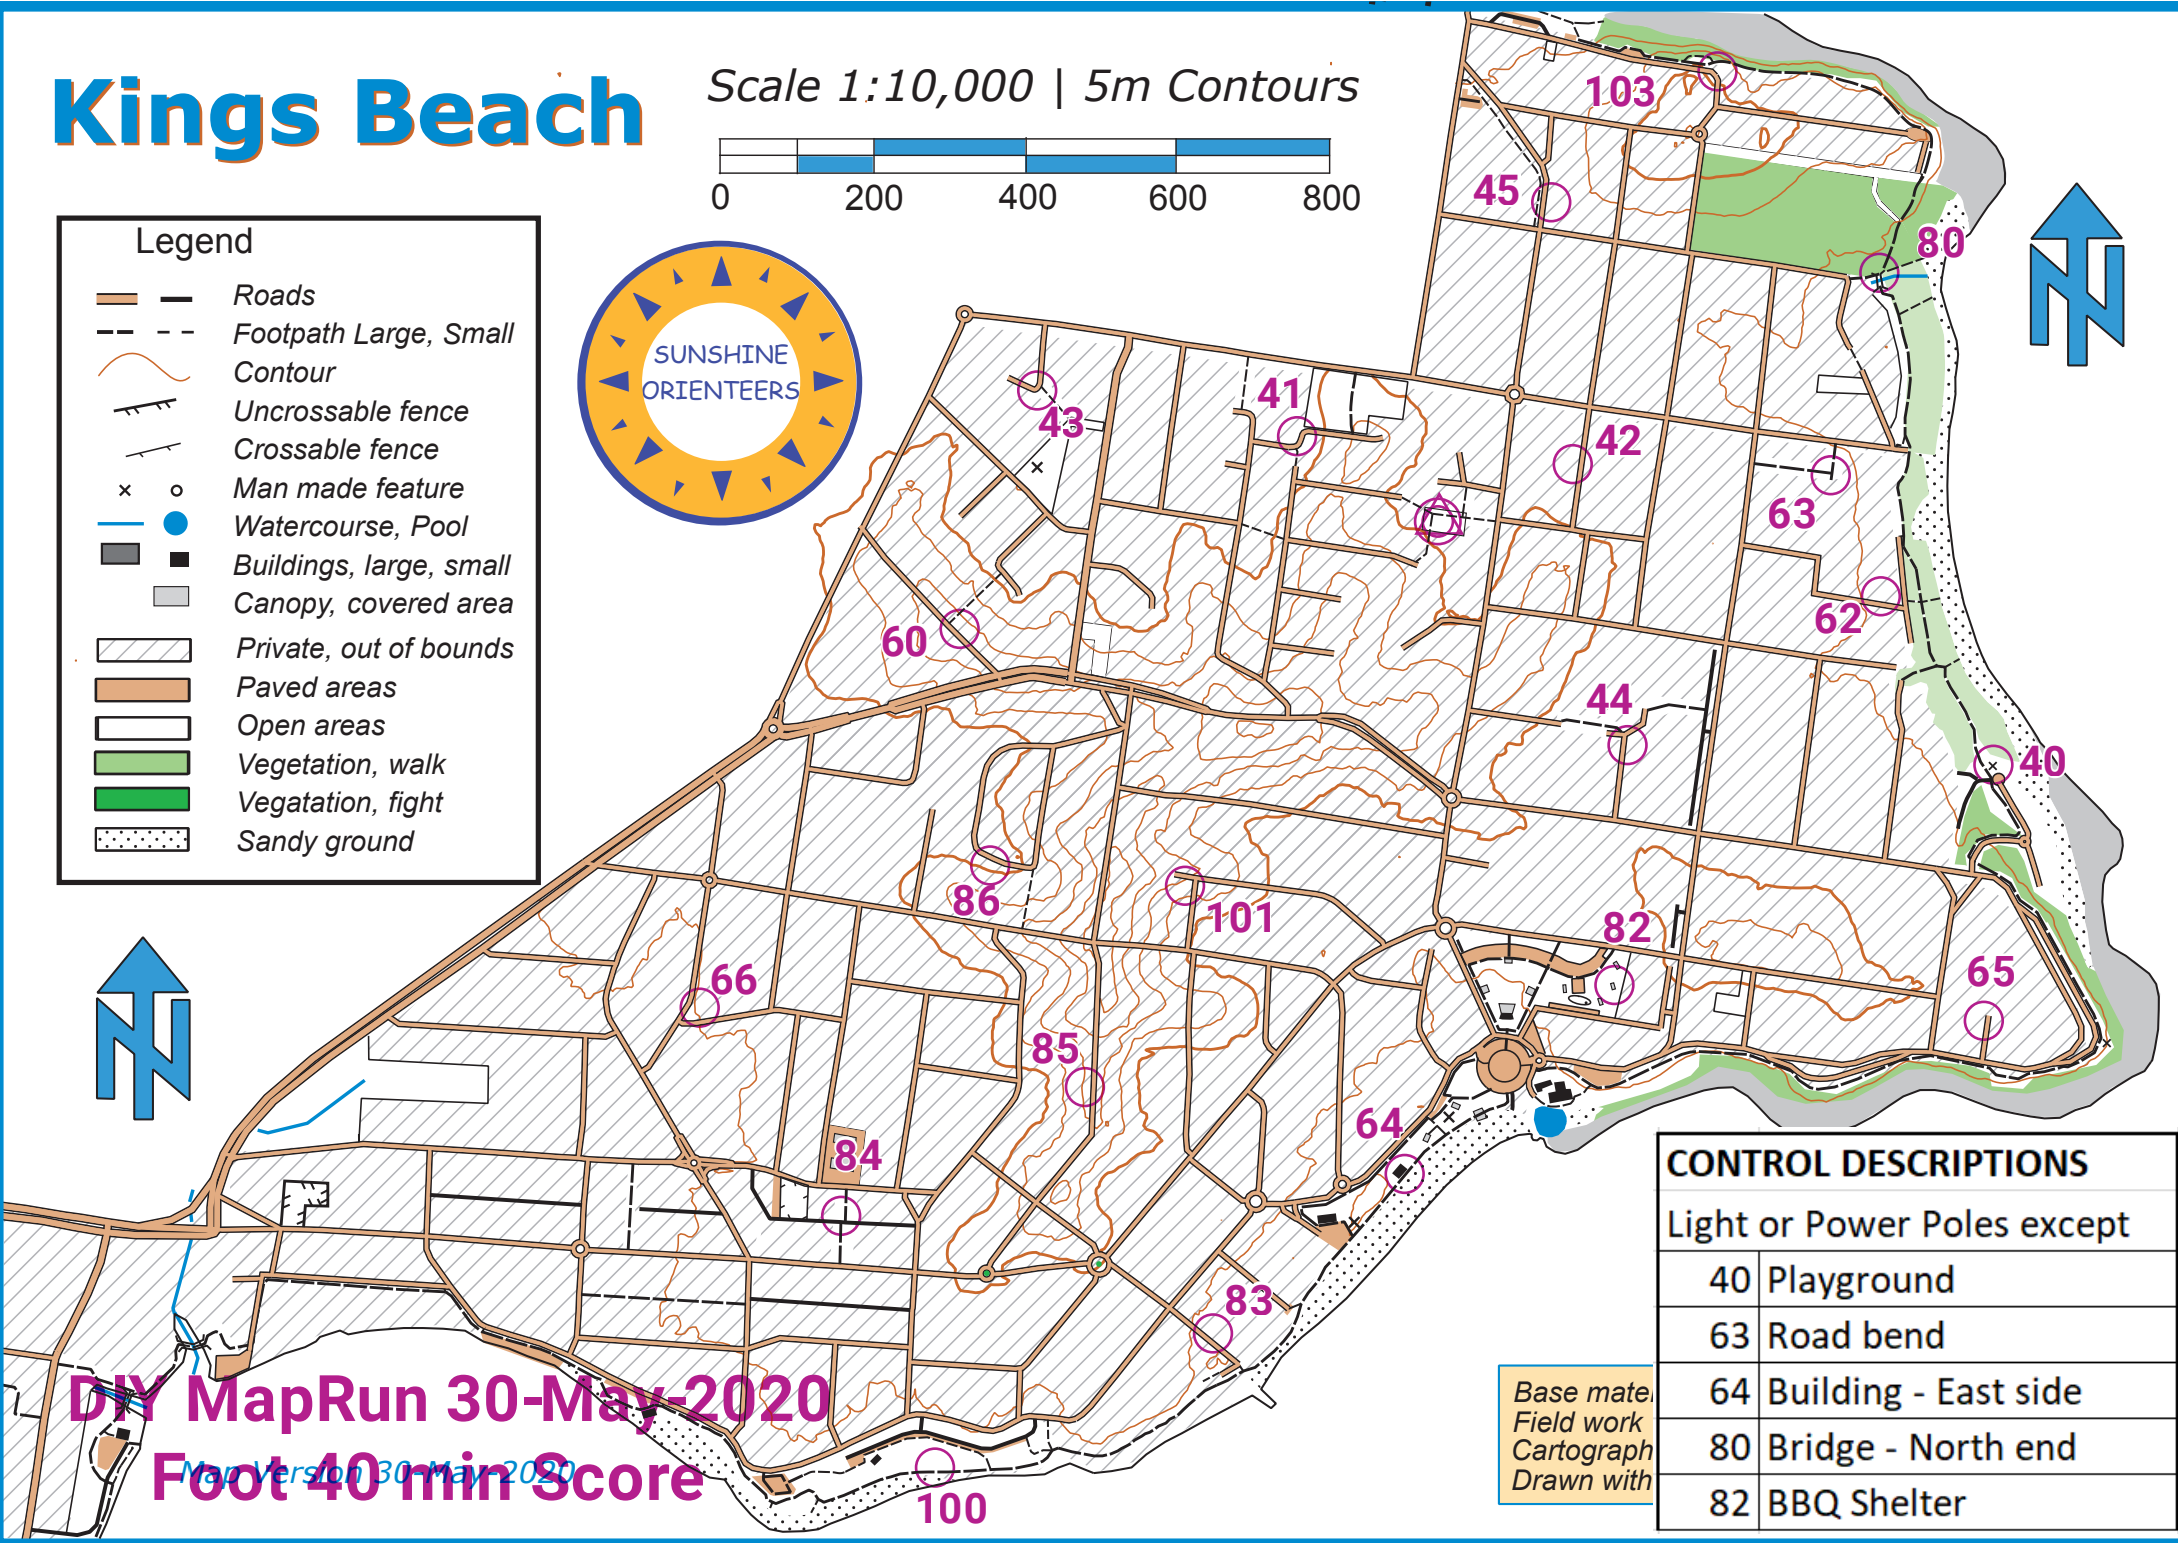 Kings Beach
Scale 1:10,000 | 5m Contours
0 200 400 600 800
Legend
Roads
Footpath Large, Small
Contour
Uncrossable fence
Crossable fence
Man made feature
Watercourse, Pool
Buildings, large, small
Canopy, covered area
Private, out of bounds
Paved areas
Open areas
Vegetation, walk
Vegatation, fight
Sandy ground
SUNSHINE
ORIENTEERS
N
N
103
45
80
43
41
42
63
60
62
44
40
86
101
82
66
65
85
64
84
83
100
DIY MapRun 30-May-2020
Foot 40 min Score
Map Version 30-May-2020
Base mate
Field work
Cartograph
Drawn with
CONTROL DESCRIPTIONS
Light or Power Poles except
40 Playground
63 Road bend
64 Building - East side
80 Bridge - North end
82 BBQ Shelter